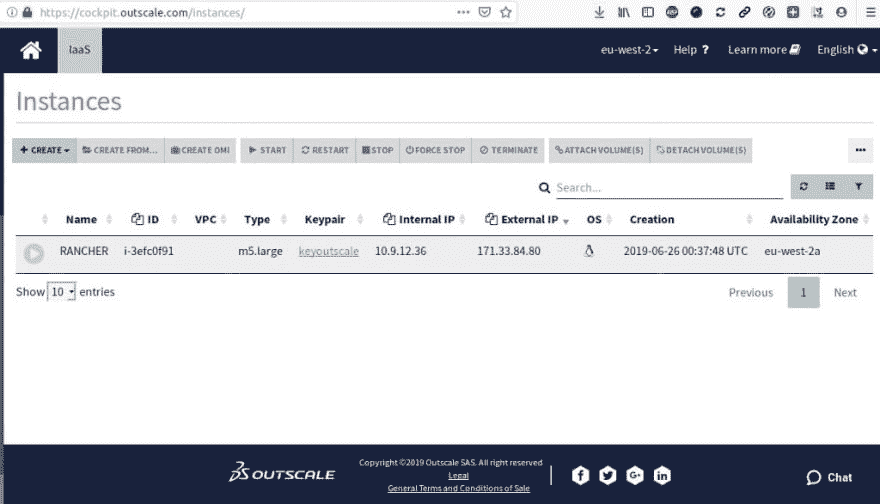 https://cockpit.outscale.com/instances/
IaaS
eu-west-2
Help ?
Learn more
English
Instances
CREATE
CREATE FROM...
CREATE OMI
START
RESTART
STOP
FORCE STOP
TERMINATE
ATTACH VOLUME(S)
DETACH VOLUME(S)
Search...
Name ID VPC Type Keypair Internal IP External IP OS Creation Availability Zone
RANCHER i-3efc0f91 m5.large keyoutscale 10.9.12.36 171.33.84.80 2019-06-26 00:37:48 UTC eu-west-2a
Show 10 entries
Previous 1 Next
OUTSCALE
Copyright ©2019 Outscale SAS. All right reserved
Legal
General Terms and Conditions of Sale
Chat